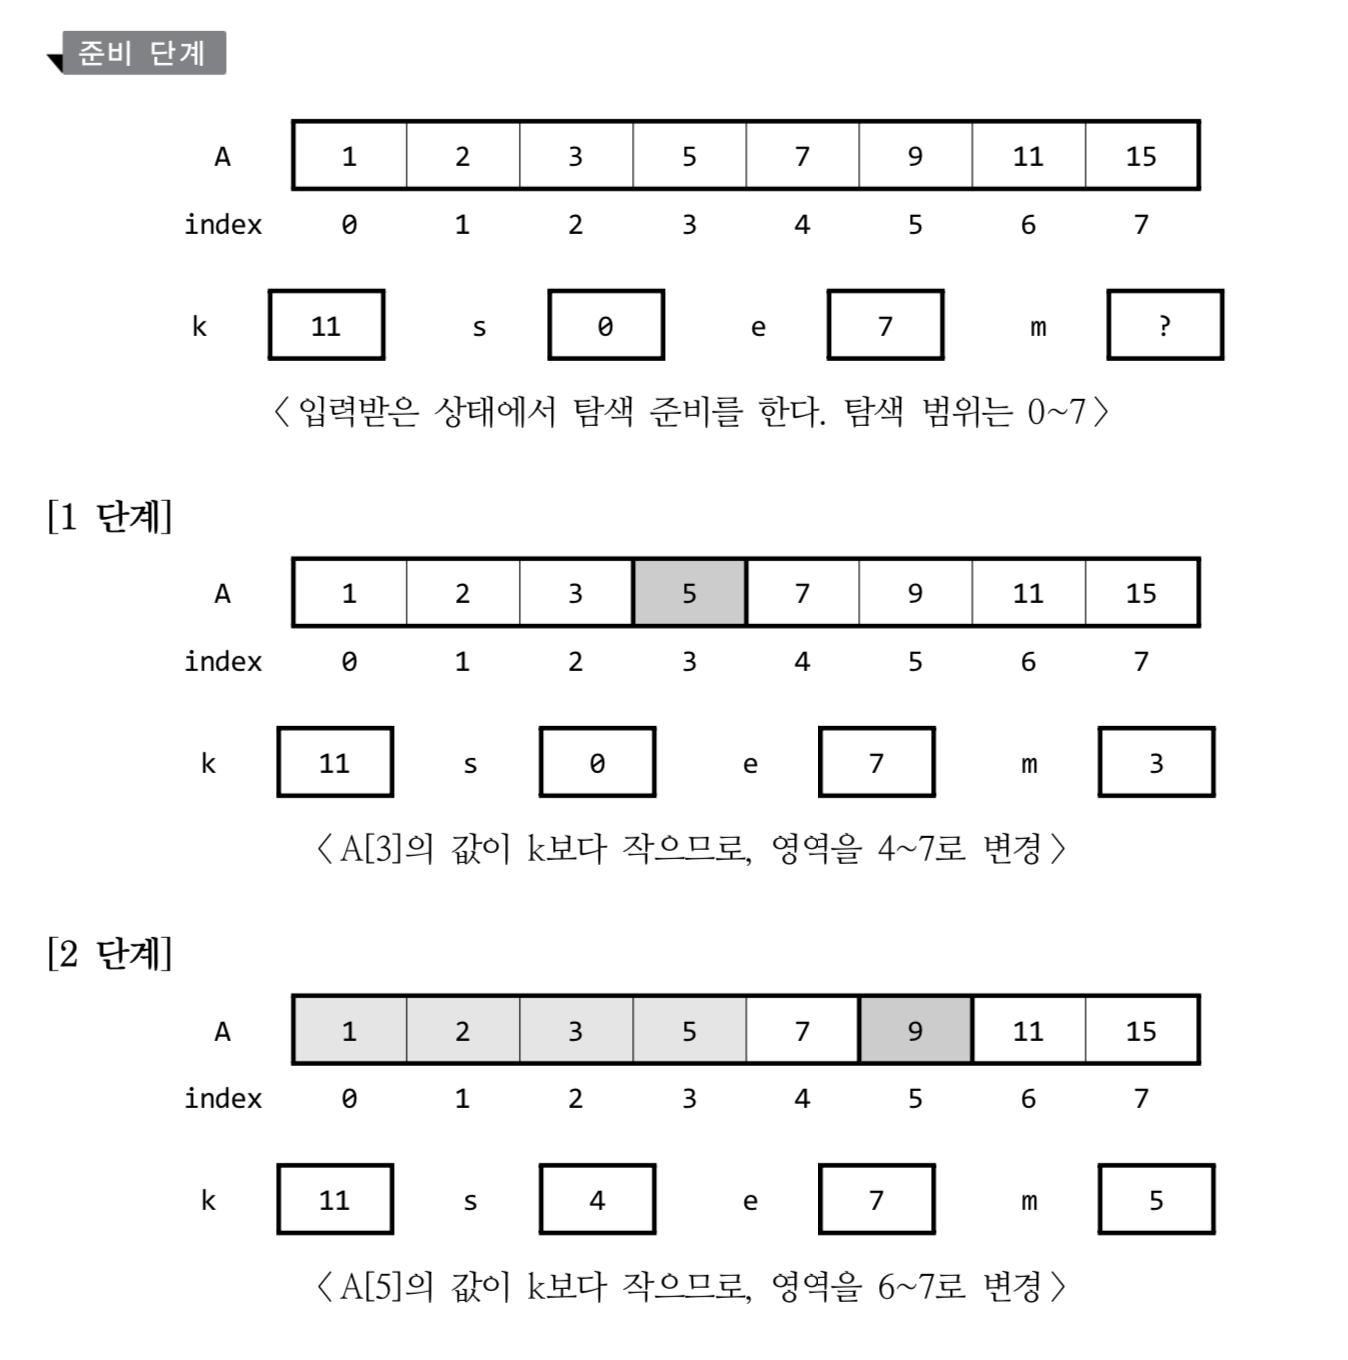 준비 단계
A 1 2 3 5 7 9 11 15
index 0 1 2 3 4 5 6 7
k 11 s 0 e 7 m ?
〈입력받은 상태에서 탐색 준비를 한다. 탐색 범위는 0~7〉
[1 단계]
A 1 2 3 5 7 9 11 15
index 0 1 2 3 4 5 6 7
k 11 s 0 e 7 m 3
〈A[3]의 값이 k보다 작으므로, 영역을 4~7로 변경〉
[2 단계]
A 1 2 3 5 7 9 11 15
index 0 1 2 3 4 5 6 7
k 11 s 4 e 7 m 5
〈A[5]의 값이 k보다 작으므로, 영역을 6~7로 변경〉